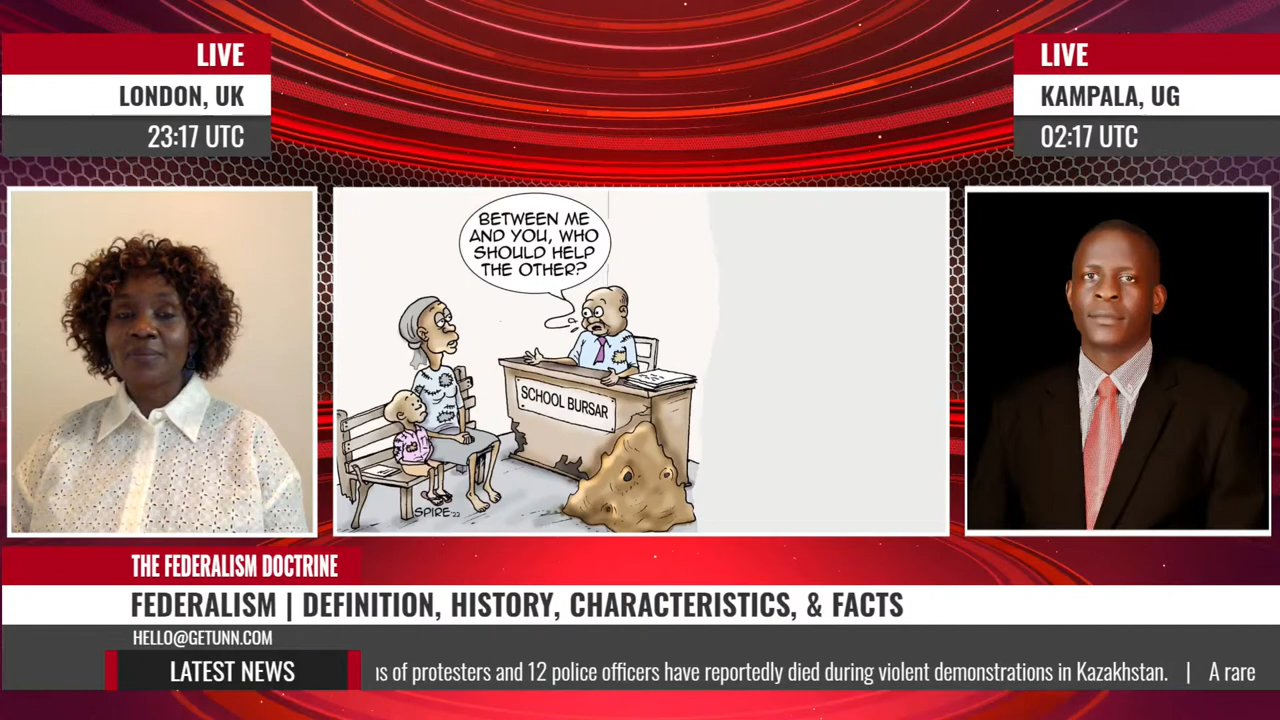 LIVE
LONDON, UK
23:17 UTC
LIVE
KAMPALA, UG
02:17 UTC
BETWEEN ME
AND YOU, WHO
SHOULD HELP
THE OTHER?
SCHOOL BURSAR
SPIRE 22
THE FEDERALISM DOCTRINE
FEDERALISM | DEFINITION, HISTORY, CHARACTERISTICS, & FACTS
HELLO@GETUNN.COM
LATEST NEWS
of protesters and 12 police officers have reportedly died during violent demonstrations in Kazakhstan. | A rare